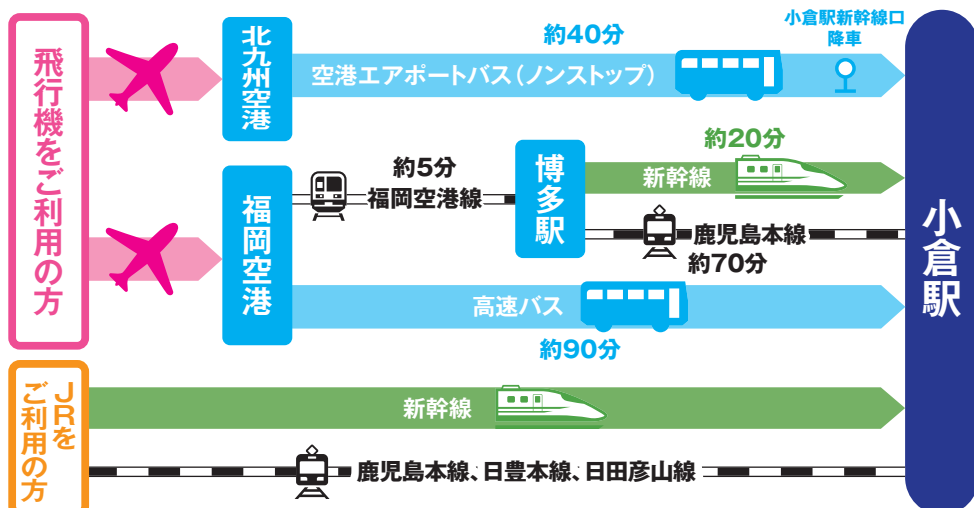 飛行機をご利用の方
北九州空港
約40分
空港エアポートバス（ノンストップ）
小倉駅新幹線口
降車
福岡空港
約5分
福岡空港線
博多駅
約20分
新幹線
鹿児島本線
約70分
高速バス
約90分
小倉駅
JRを
ご利用の方
新幹線
鹿児島本線、日豊本線、日田彦山線